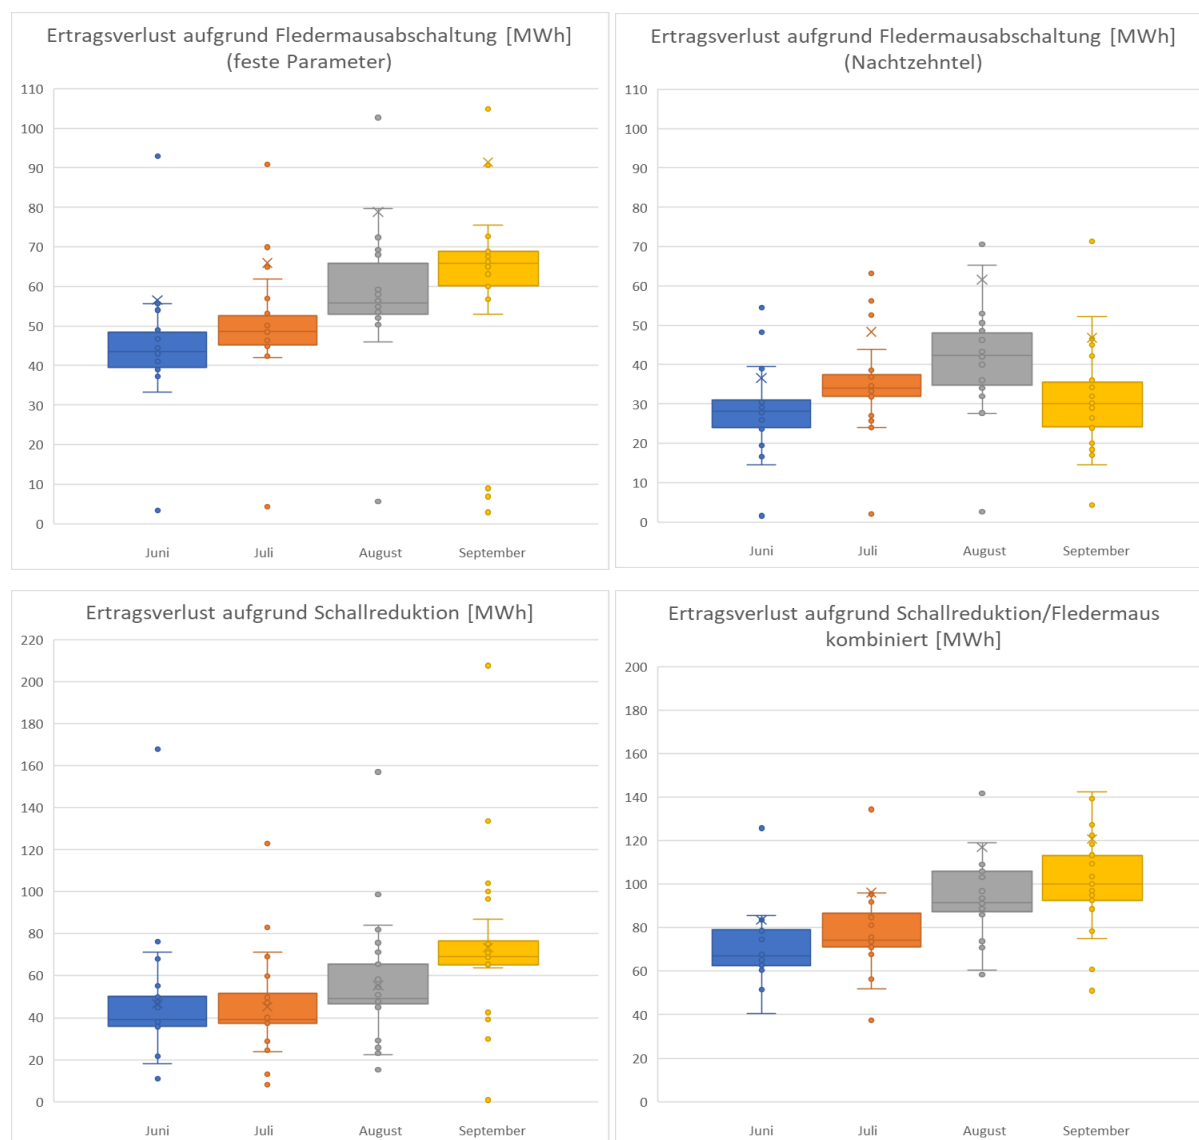 Ertragsverlust aufgrund Fledermausabschaltung [MWh]
(feste Parameter)
110
100
90
80
70
60
50
40
30
20
10
0
Juni
Juli
August
September
Ertragsverlust aufgrund Fledermausabschaltung [MWh]
(Nachtzehntel)
110
100
90
80
70
60
50
40
30
20
10
0
Juni
Juli
August
September
Ertragsverlust aufgrund Schallreduktion [MWh]
220
200
180
160
140
120
100
80
60
40
20
0
Juni
Juli
August
September
Ertragsverlust aufgrund Schallreduktion/Fledermaus
kombiniert [MWh]
200
180
160
140
120
100
80
60
40
20
0
Juni
Juli
August
September